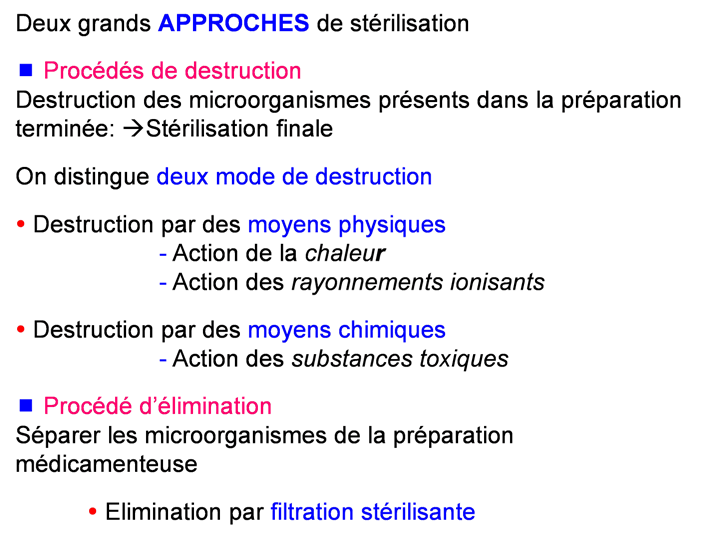 Deux grands APPROCHES de stérilisation
■ Procédés de destruction
Destruction des microorganismes présents dans la préparation
terminée: →Stérilisation finale
On distingue deux mode de destruction
• Destruction par des moyens physiques
- Action de la chaleur
- Action des rayonnements ionisants
• Destruction par des moyens chimiques
- Action des substances toxiques
■ Procédé d’élimination
Séparer les microorganismes de la préparation
médicamenteuse
• Elimination par filtration stérilisante